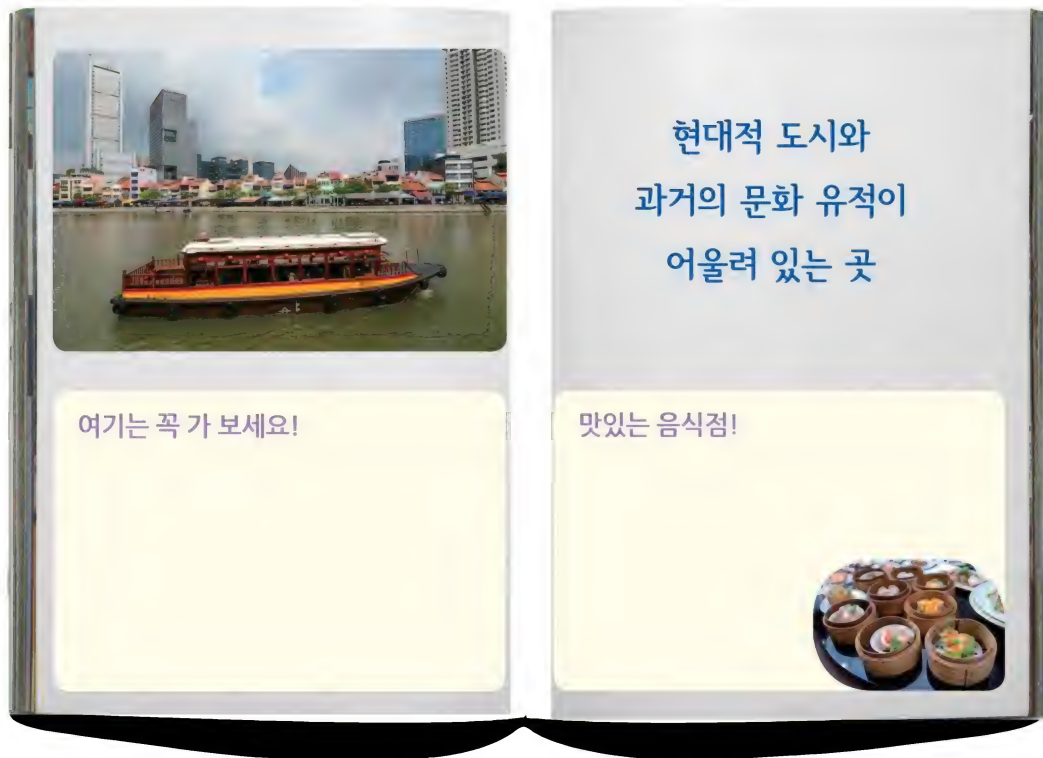 현대적 도시와
과거의 문화 유적이
어울려 있는 곳
여기는 꼭 가 보세요!
맛있는 음식점!